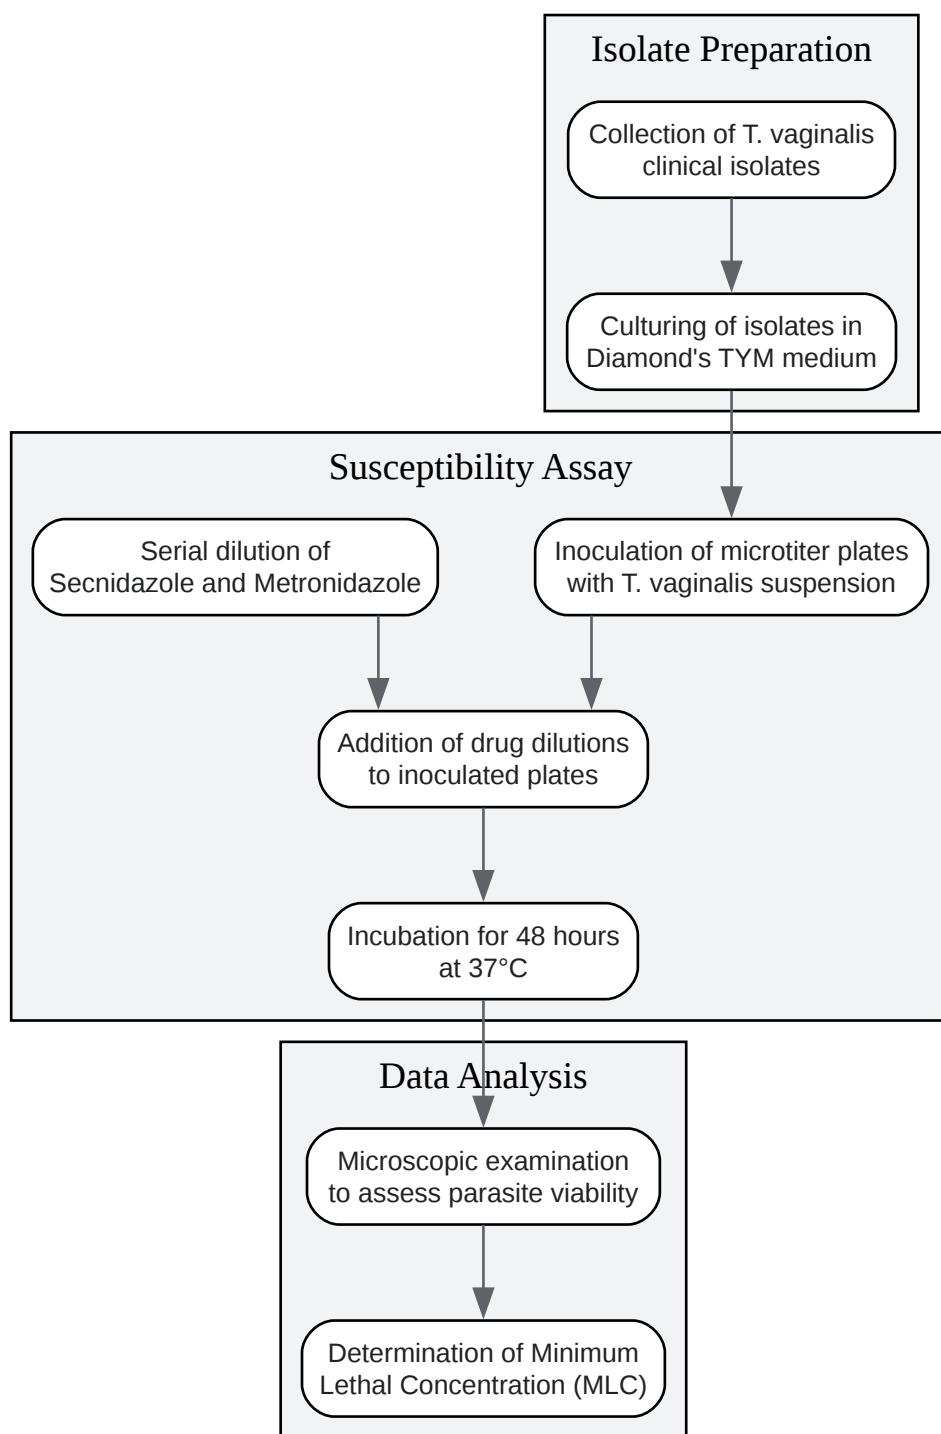 Isolate Preparation
Collection of T. vaginalis
clinical isolates
Culturing of isolates in
Diamond's TYM medium
Susceptibility Assay
Serial dilution of
Secnidazole and Metronidazole
Inoculation of microtiter plates
with T. vaginalis suspension
Addition of drug dilutions
to inoculated plates
Incubation for 48 hours
at 37°C
Data Analysis
Microscopic examination
to assess parasite viability
Determination of Minimum
Lethal Concentration (MLC)